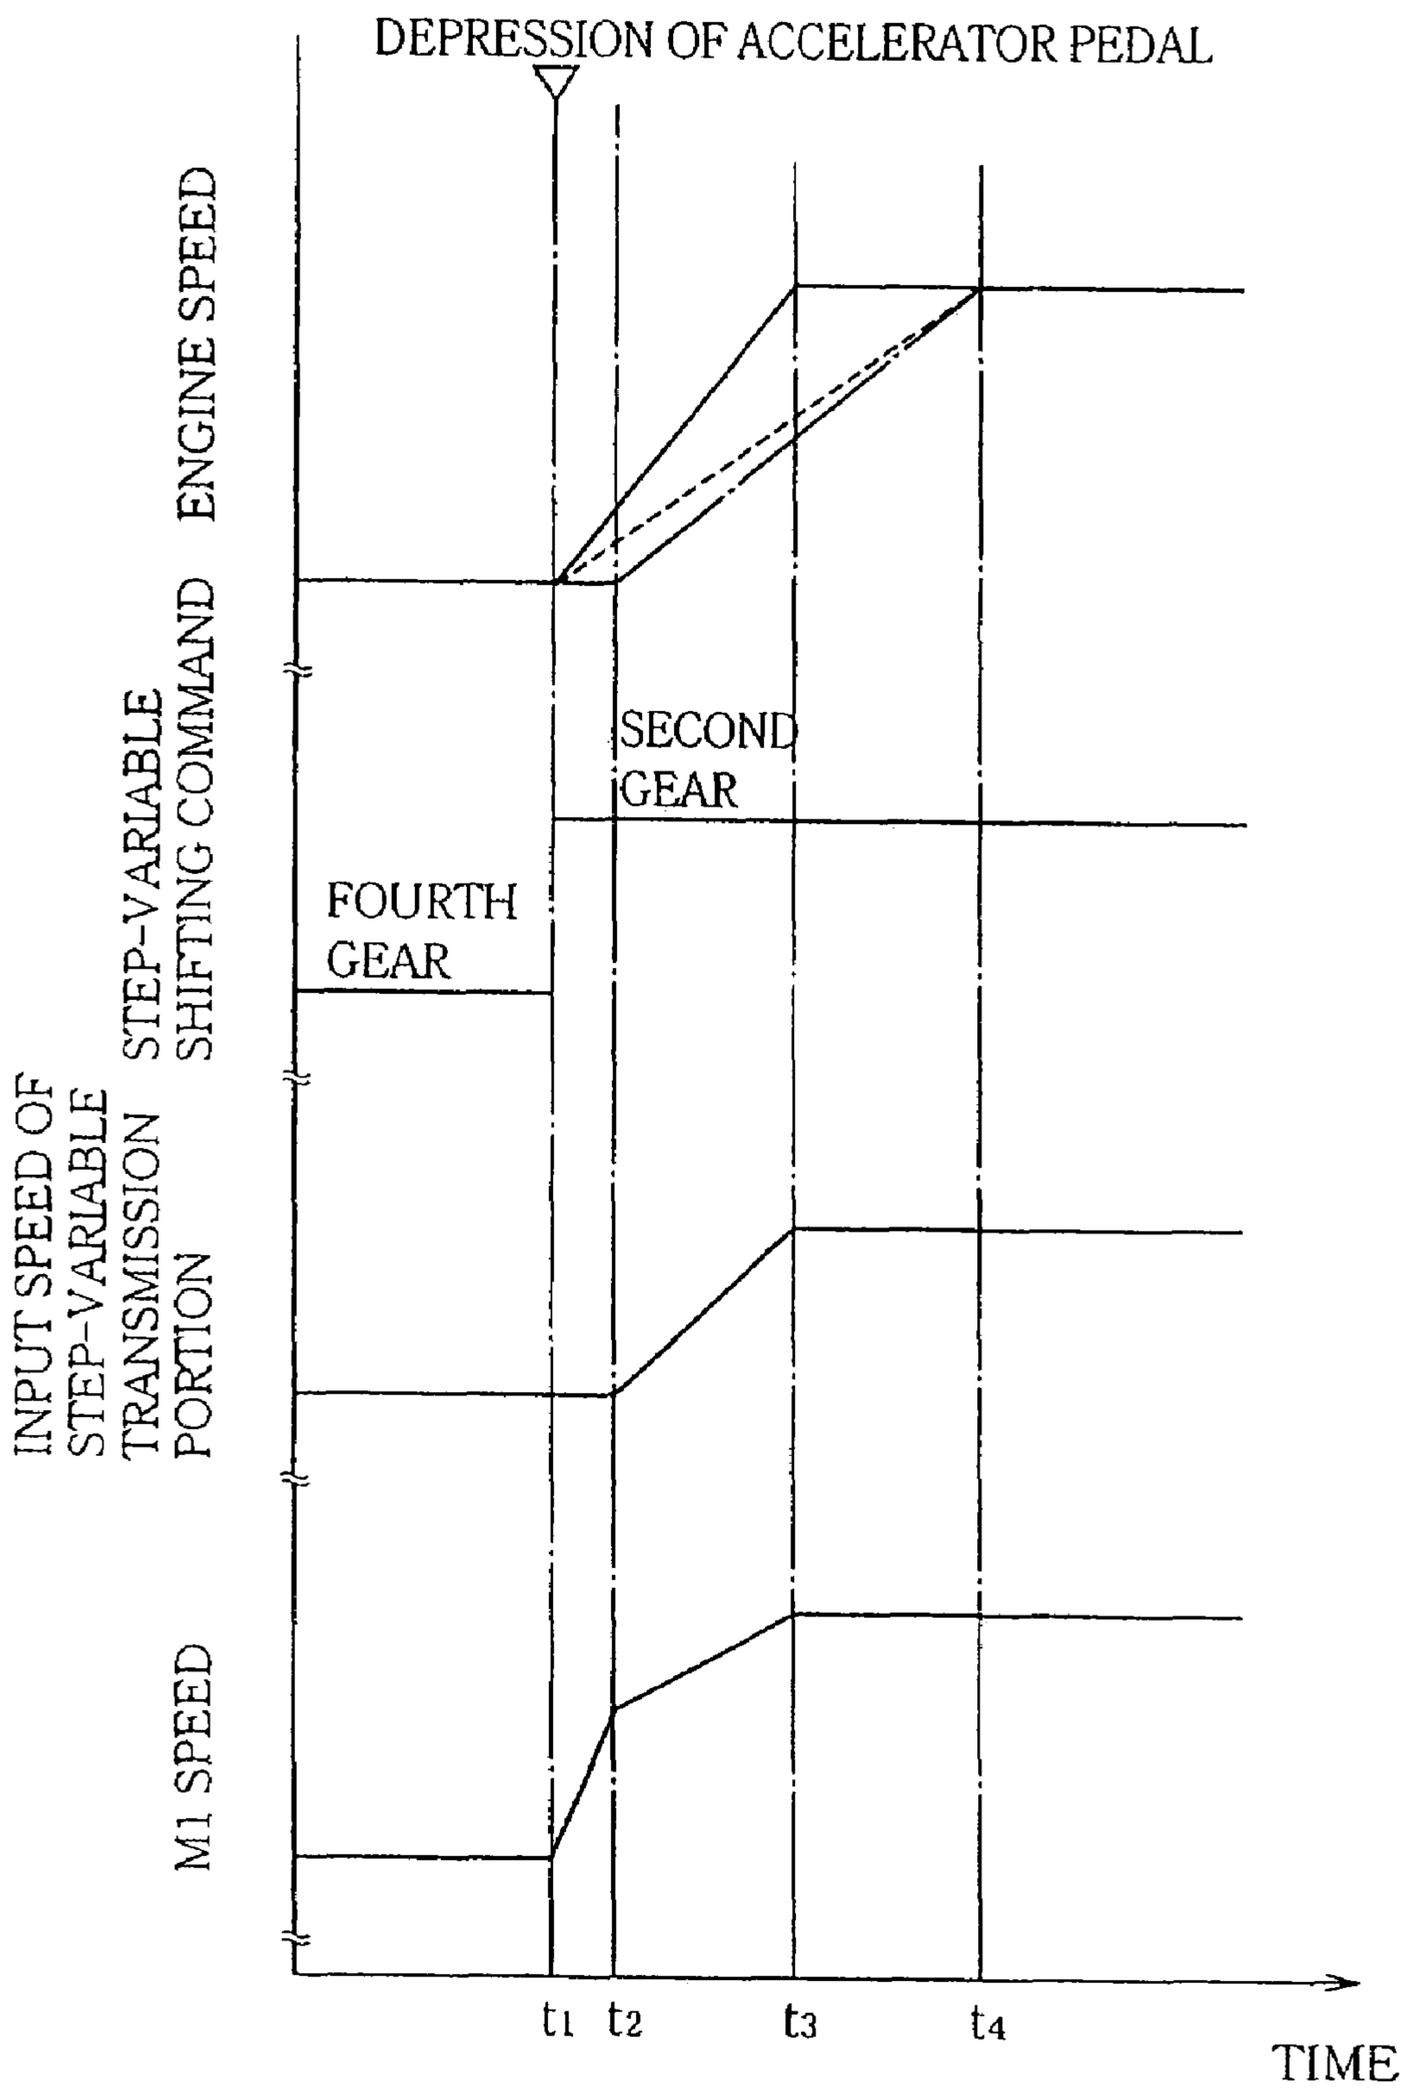 DEPRESSION OF ACCELERATOR PEDAL
ENGINE SPEED
STEP-VARIABLE
SHIFTING COMMAND
SECOND
GEAR
FOURTH
GEAR
INPUT SPEED OF
STEP-VARIABLE
TRANSMISSION
PORTION
M1 SPEED
t1 t2 t3 t4
TIME